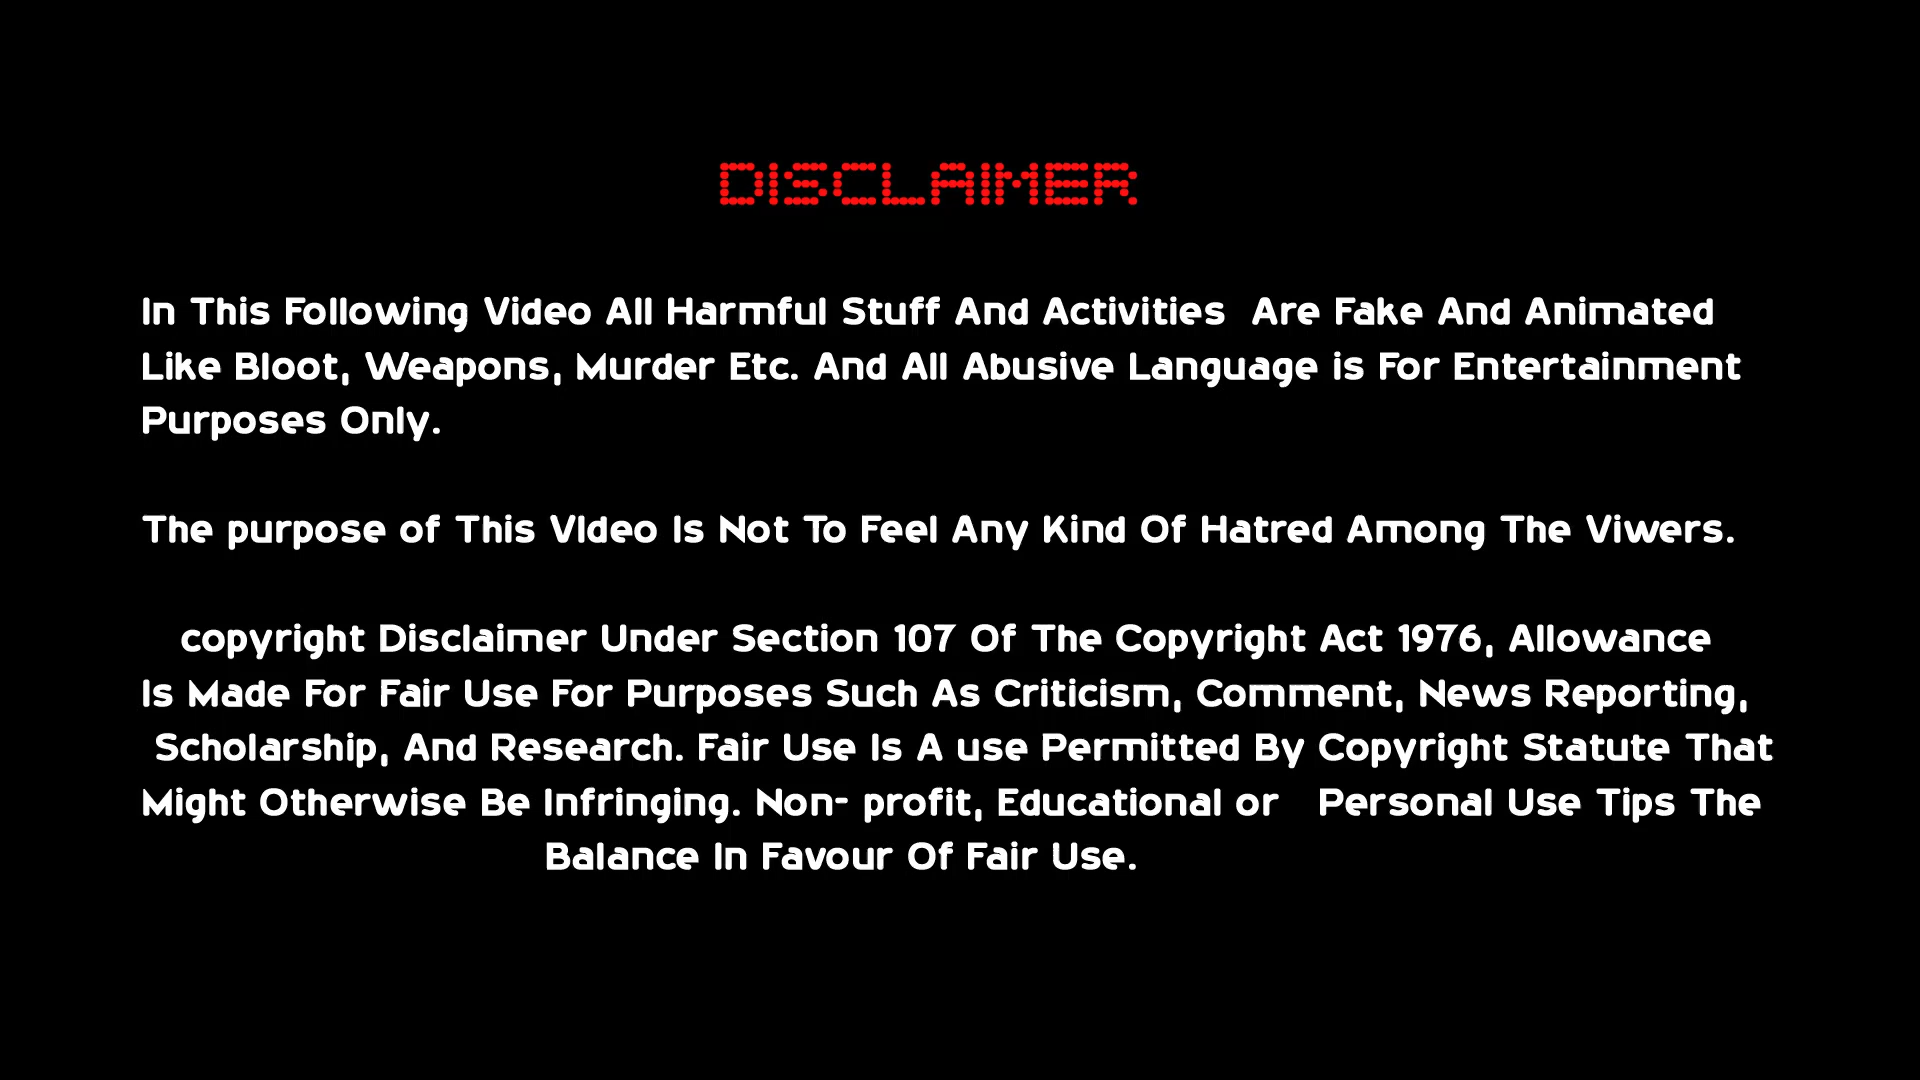 DISCLAIMER
In This Following Video All Harmful Stuff And Activities Are Fake And Animated
Like Bloot, Weapons, Murder Etc. And All Abusive Language is For Entertainment
Purposes Only.
The purpose of This VIdeo Is Not To Feel Any Kind Of Hatred Among The Viwers.
copyright Disclaimer Under Section 107 Of The Copyright Act 1976, Allowance
Is Made For Fair Use For Purposes Such As Criticism, Comment, News Reporting,
Scholarship, And Research. Fair Use Is A use Permitted By Copyright Statute That
Might Otherwise Be Infringing. Non- profit, Educational or Personal Use Tips The
Balance In Favour Of Fair Use.